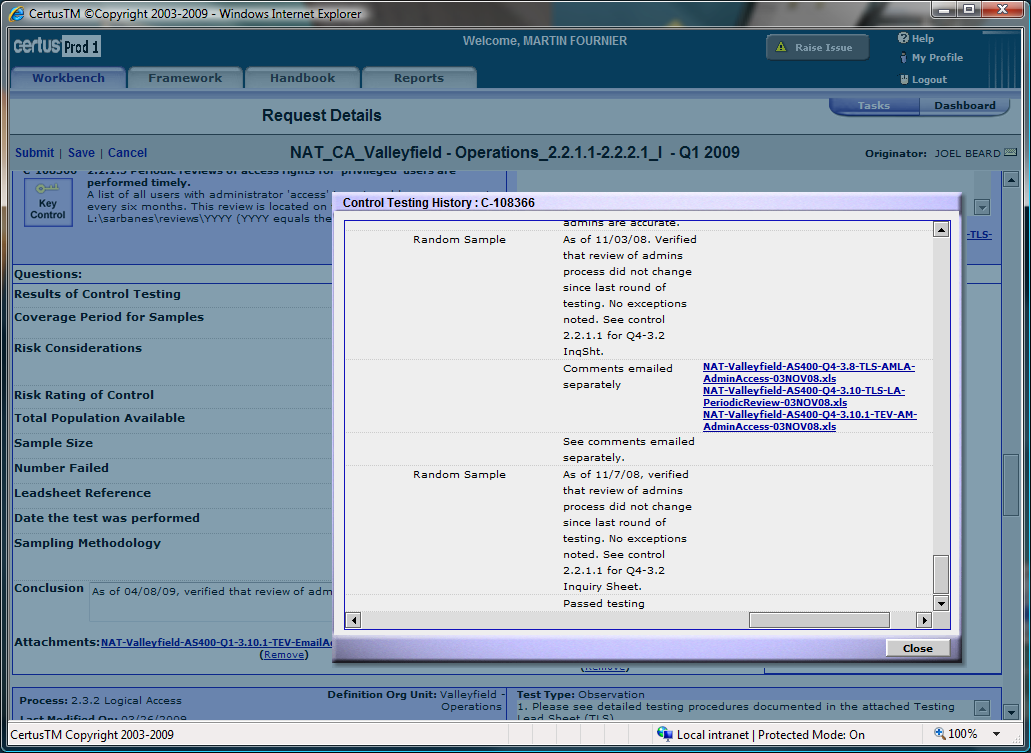 CertusTM ©Copyright 2003-2009 - Windows Internet Explorer
certus Prod 1
Welcome, MARTIN FOURNIER
Raise Issue
Help
My Profile
Logout
Workbench Framework Handbook Reports
Request Details
Tasks Dashboard
Submit | Save | Cancel
NAT_CA_Valleyfield - Operations_2.2.1.1-2.2.2.1_I - Q1 2009
Originator: JOEL BEARD
C-108366 2.2.1.3 Periodic reviews of access rights for 'privileged' users are
performed timely.
Key
Control
A list of all users with administrator 'access'
every six months. This review is located on
L:\sarbanes\reviews\YYYY (YYYY equals the
-TLS-
Questions:
Results of Control Testing
Coverage Period for Samples
Risk Considerations
Risk Rating of Control
Total Population Available
Sample Size
Number Failed
Leadsheet Reference
Date the test was performed
Sampling Methodology
Conclusion
As of 04/08/09, verified that review of adm
Attachments: NAT-Valleyfield-AS400-Q1-3.10.1-TEV-EmailA
(Remove)
(Remove)
Control Testing History : C-108366
admins are accurate.
Random Sample
As of 11/03/08. Verified
that review of admins
process did not change
since last round of
testing. No exceptions
noted. See control
2.2.1.1 for Q4-3.2
InqSht.
Comments emailed
separately
NAT-Valleyfield-AS400-Q4-3.8-TLS-AMLA-
AdminAccess-03NOV08.xls
NAT-Valleyfield-AS400-Q4-3.10-TLS-LA-
PeriodicReview-03NOV08.xls
NAT-Valleyfield-AS400-Q4-3.10.1-TEV-AM-
AdminAccess-03NOV08.xls
See comments emailed
separately.
Random Sample
As of 11/7/08, verified
that review of admins
process did not change
since last round of
testing. No exceptions
noted. See control
2.2.1.1 for Q4-3.2
Inquiry Sheet.
Passed testing
Close
Process: 2.3.2 Logical Access
Last Modified On: 03/26/2009
Definition Org Unit: Valleyfield -
Operations
Test Type: Observation
1. Please see detailed testing procedures documented in the attached Testing
Lead Sheet (TLS)
CertusTM Copyright 2003-2009
Local intranet | Protected Mode: On
100%